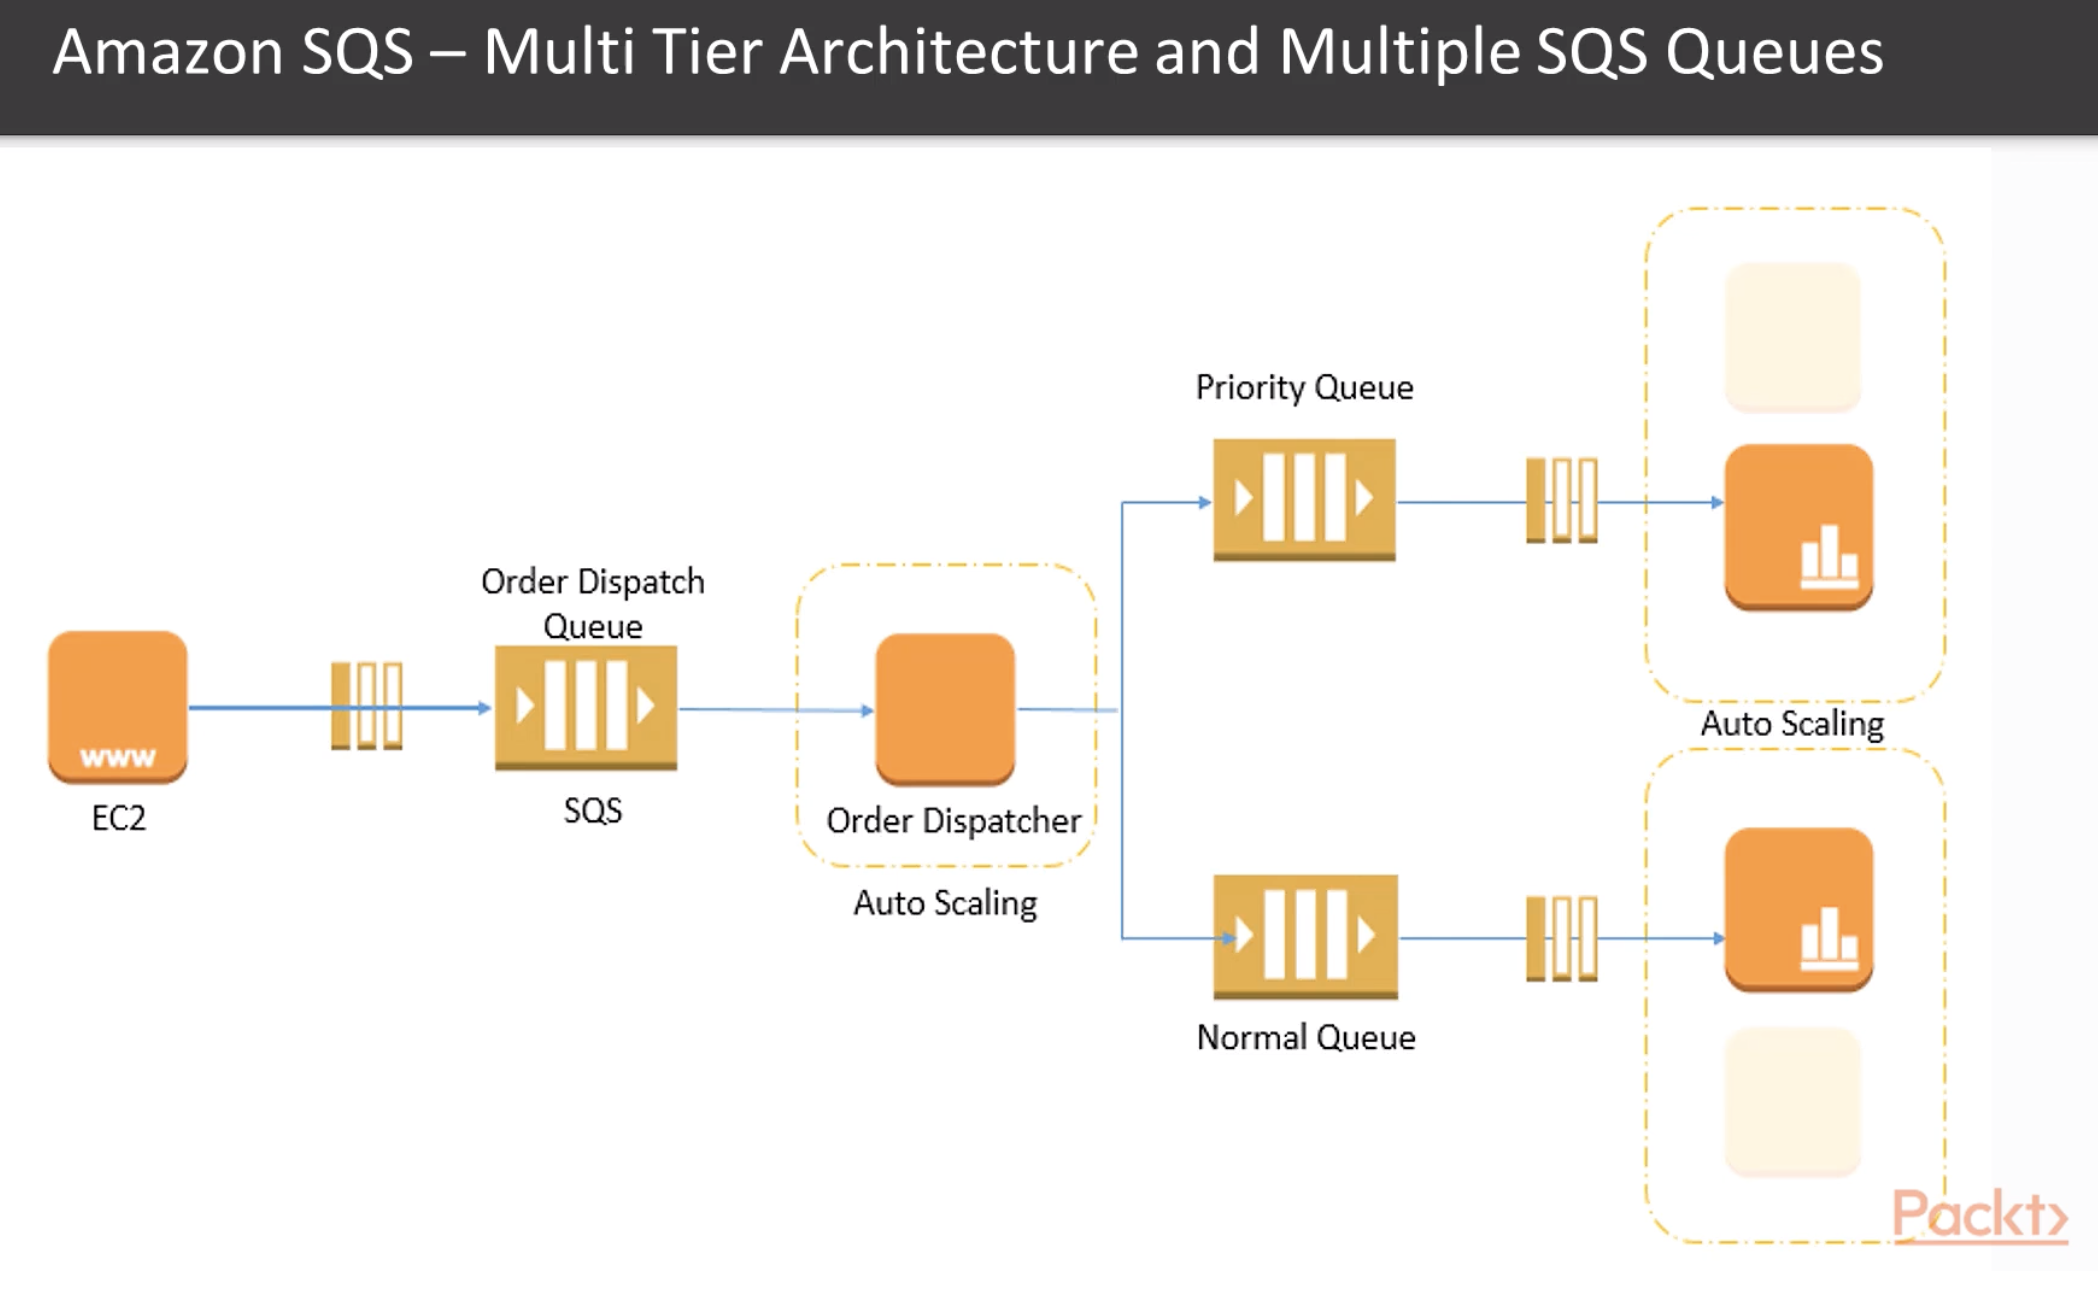 Amazon SQS – Multi Tier Architecture and Multiple SQS Queues
Priority Queue
Order Dispatch
Queue
www
EC2
SQS
Order Dispatcher
Auto Scaling
Auto Scaling
Normal Queue
Packt>